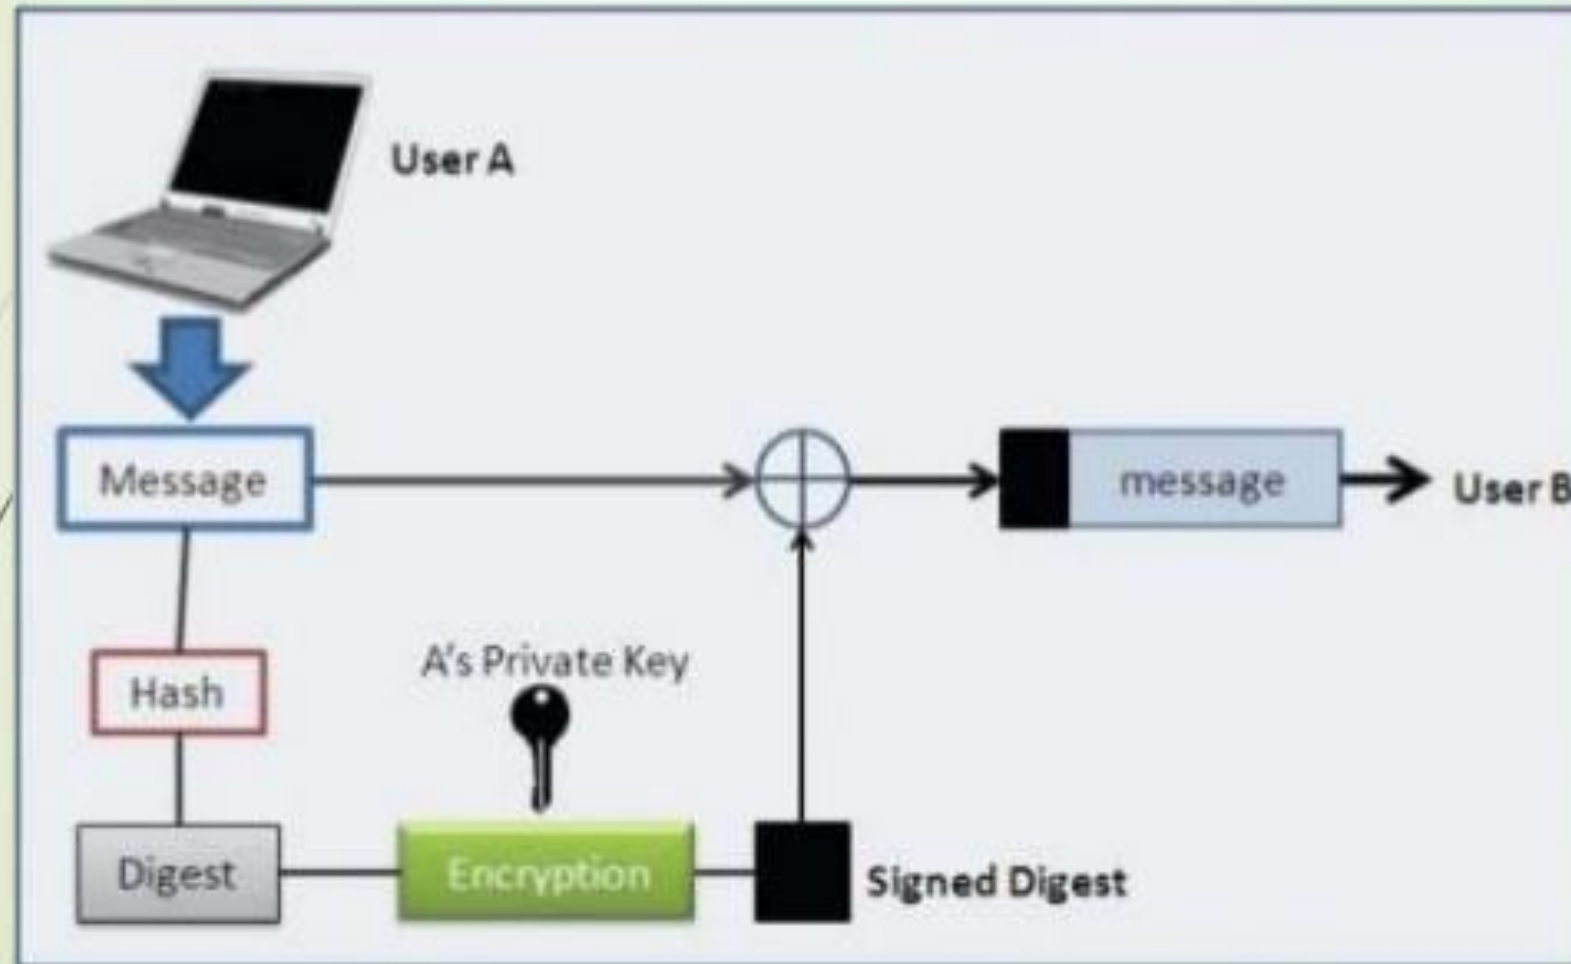 User A
Message
message
User B
A's Private Key
Hash
Digest
Encryption
Signed Digest